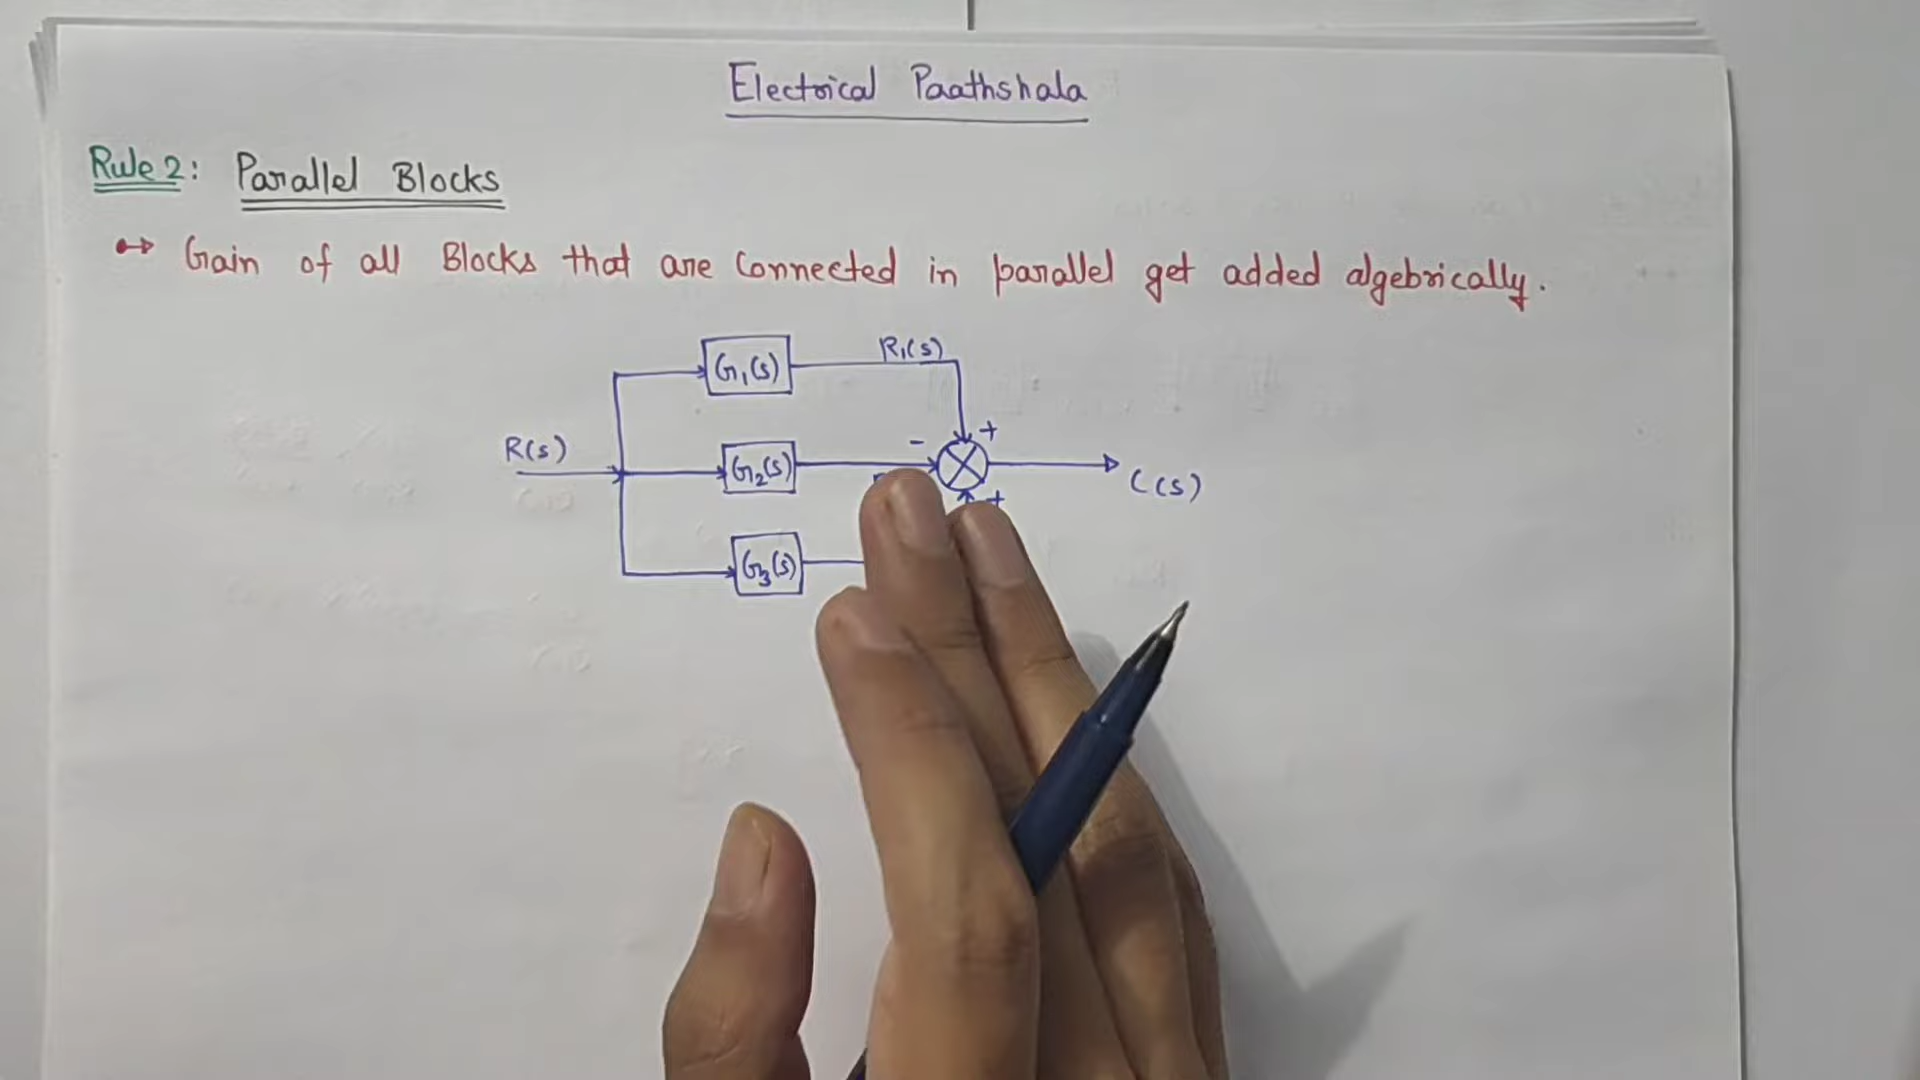 Electrical Paathshala
Rule 2: Parallel Blocks
Gain of all Blocks that are Connected in parallel get added algebrically.
G1(s)
R1(s)
+
R(s)
G2(s)
-
C(s)
+
G3(s)